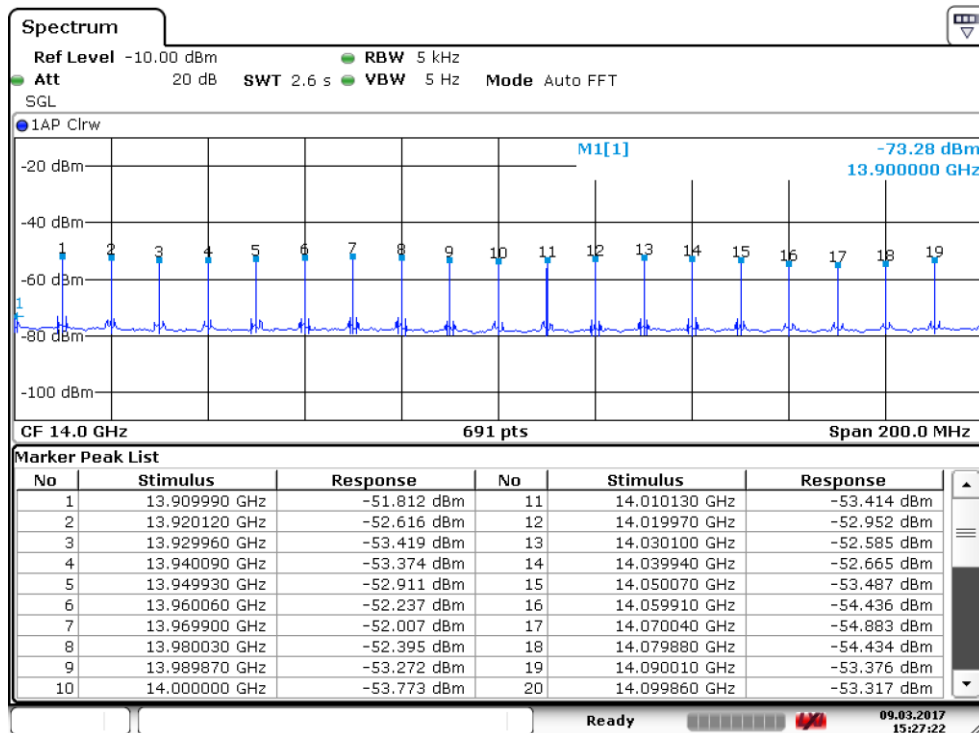 Spectrum
Ref Level -10.00 dBm RBW 5 kHz
Att 20 dB SWT 2.6 s VBW 5 Hz Mode Auto FFT
SGL
1AP Clrw
M1[1] -73.28 dBm
13.900000 GHz
-20 dBm
-40 dBm
1 2 3 4 5 6 7 8 9 10 11 12 13 14 15 16 17 18 19
-60 dBm
1
-80 dBm
-100 dBm
CF 14.0 GHz 691 pts Span 200.0 MHz
Marker Peak List
No Stimulus Response No Stimulus Response
1 13.909990 GHz -51.812 dBm 11 14.010130 GHz -53.414 dBm
2 13.920120 GHz -52.616 dBm 12 14.019970 GHz -52.952 dBm
3 13.929960 GHz -53.419 dBm 13 14.030100 GHz -52.585 dBm
4 13.940090 GHz -53.374 dBm 14 14.039940 GHz -52.665 dBm
5 13.949930 GHz -52.911 dBm 15 14.050070 GHz -53.487 dBm
6 13.960060 GHz -52.237 dBm 16 14.059910 GHz -54.436 dBm
7 13.969900 GHz -52.007 dBm 17 14.070040 GHz -54.883 dBm
8 13.980030 GHz -52.395 dBm 18 14.079880 GHz -54.434 dBm
9 13.989870 GHz -53.272 dBm 19 14.090010 GHz -53.376 dBm
10 14.000000 GHz -53.773 dBm 20 14.099860 GHz -53.317 dBm
Ready LXI 09.03.2017
15:27:22